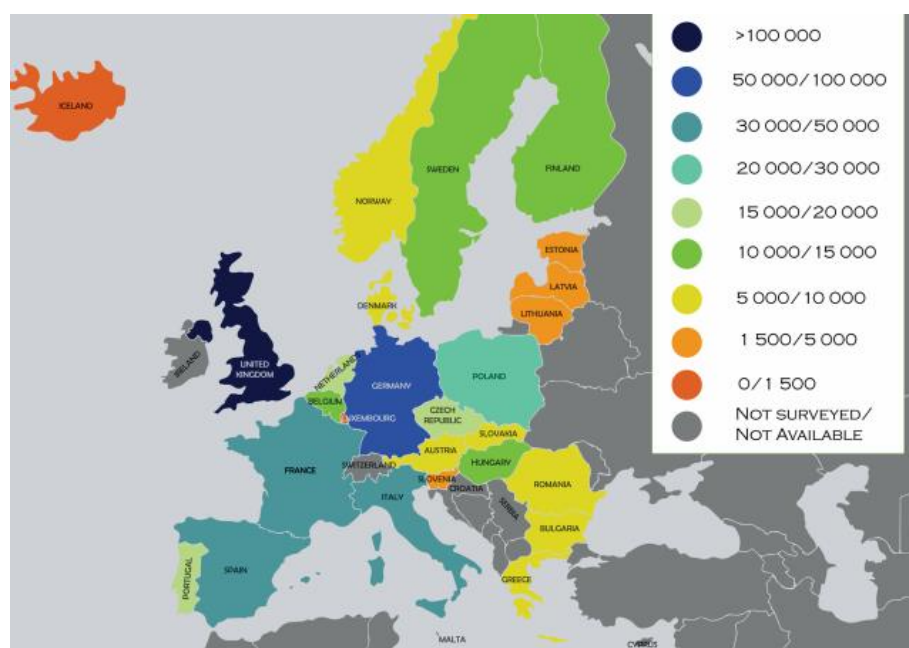 >100 000
50 000/100 000
30 000/50 000
20 000/30 000
15 000/20 000
10 000/15 000
5 000/10 000
1 500/5 000
0/1 500
NOT SURVEYED/
NOT AVAILABLE
ICELAND
SWEDEN
FINLAND
NORWAY
ESTONIA
LATVIA
LITHUANIA
DENMARK
IRELAND
UNITED
KINGDOM
NETHERLANDS
BELGIUM
GERMANY
POLAND
LUXEMBOURG
CZECH
REPUBLIC
SLOVAKIA
AUSTRIA
FRANCE
SWITZERLAND
HUNGARY
SLOVENIA
CROATIA
ROMANIA
ITALY
SERBIA
BULGARIA
PORTUGAL
SPAIN
GREECE
MALTA
CYPRUS